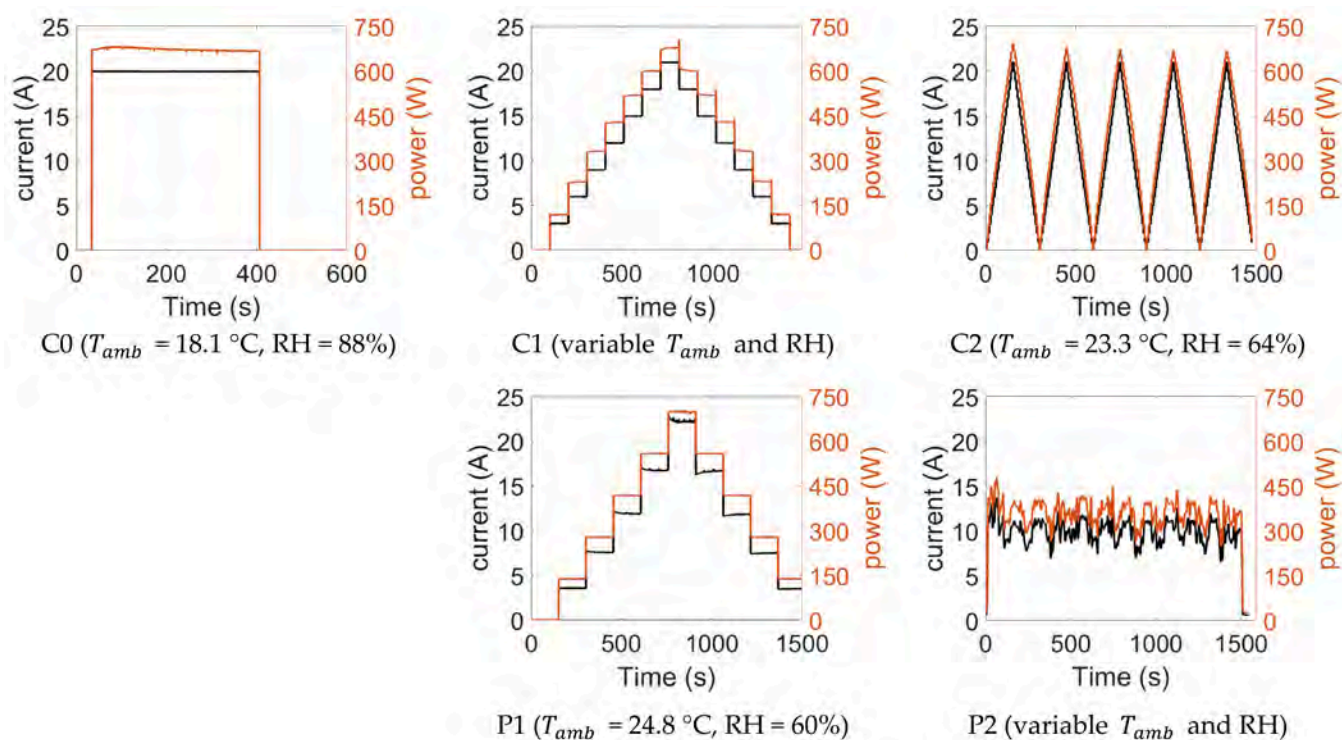 25
20
15
10
5
0
current (A)
750
600
450
300
150
0
power (W)
0 200 400 600
Time (s)
C0 (T_amb = 18.1 °C, RH = 88%)
25
20
15
10
5
0
current (A)
750
600
450
300
150
0
power (W)
500 1000
Time (s)
C1 (variable T_amb and RH)
25
20
15
10
5
0
current (A)
750
600
450
300
150
0
power (W)
0 500 1000 1500
Time (s)
C2 (T_amb = 23.3 °C, RH = 64%)
25
20
15
10
5
0
current (A)
750
600
450
300
150
0
power (W)
0 500 1000 1500
Time (s)
P1 (T_amb = 24.8 °C, RH = 60%)
25
20
15
10
5
0
current (A)
750
600
450
300
150
0
power (W)
0 500 1000 1500
Time (s)
P2 (variable T_amb and RH)